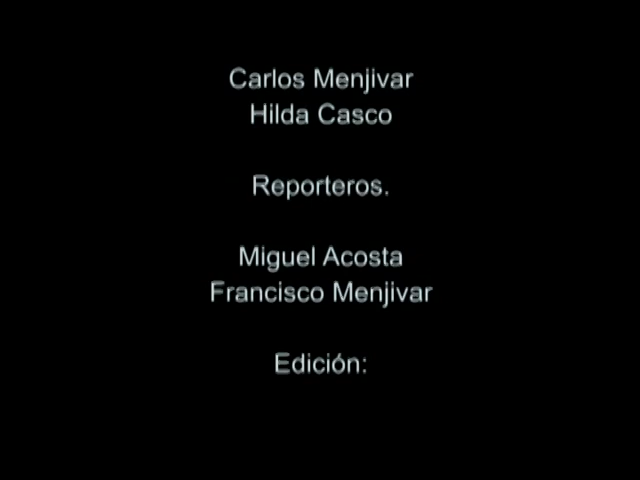 Carlos Menjivar
Hilda Casco
Reporteros.
Miguel Acosta
Francisco Menjivar
Edición: